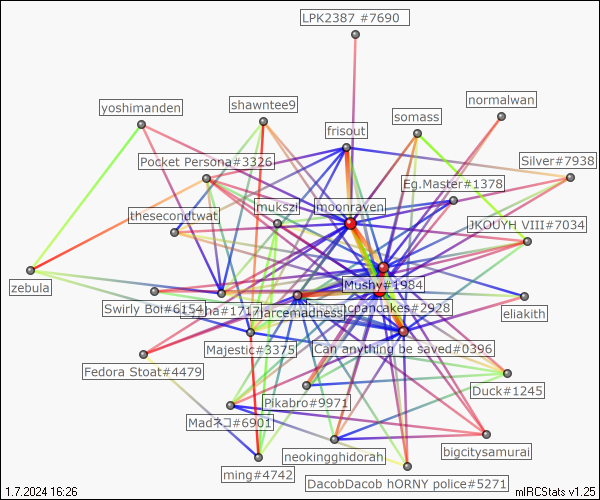 LPK2387 #7690
normalwan
shawntee9
yoshimanden
somass
frisout
Pocket Persona#3326
Silver#7938
Eg.Master#1378
mukszi
moonraven
thesecondtwat
JKOUYH VIII#7034
zebula
Mushy#1984
Swirly Boi#6154
#1717
arcemadness
pancakes#2928
eliakith
Majestic#3375
Can anything be saved#0396
Fedora Stoat#4479
Duck#1245
Pikabro#9971
Madネコ#6901
neokingghidorah
bigcitysamurai
ming#4742
DacobDacob hORNY police#5271
1.7.2024 16:26
mIRCStats v1.25